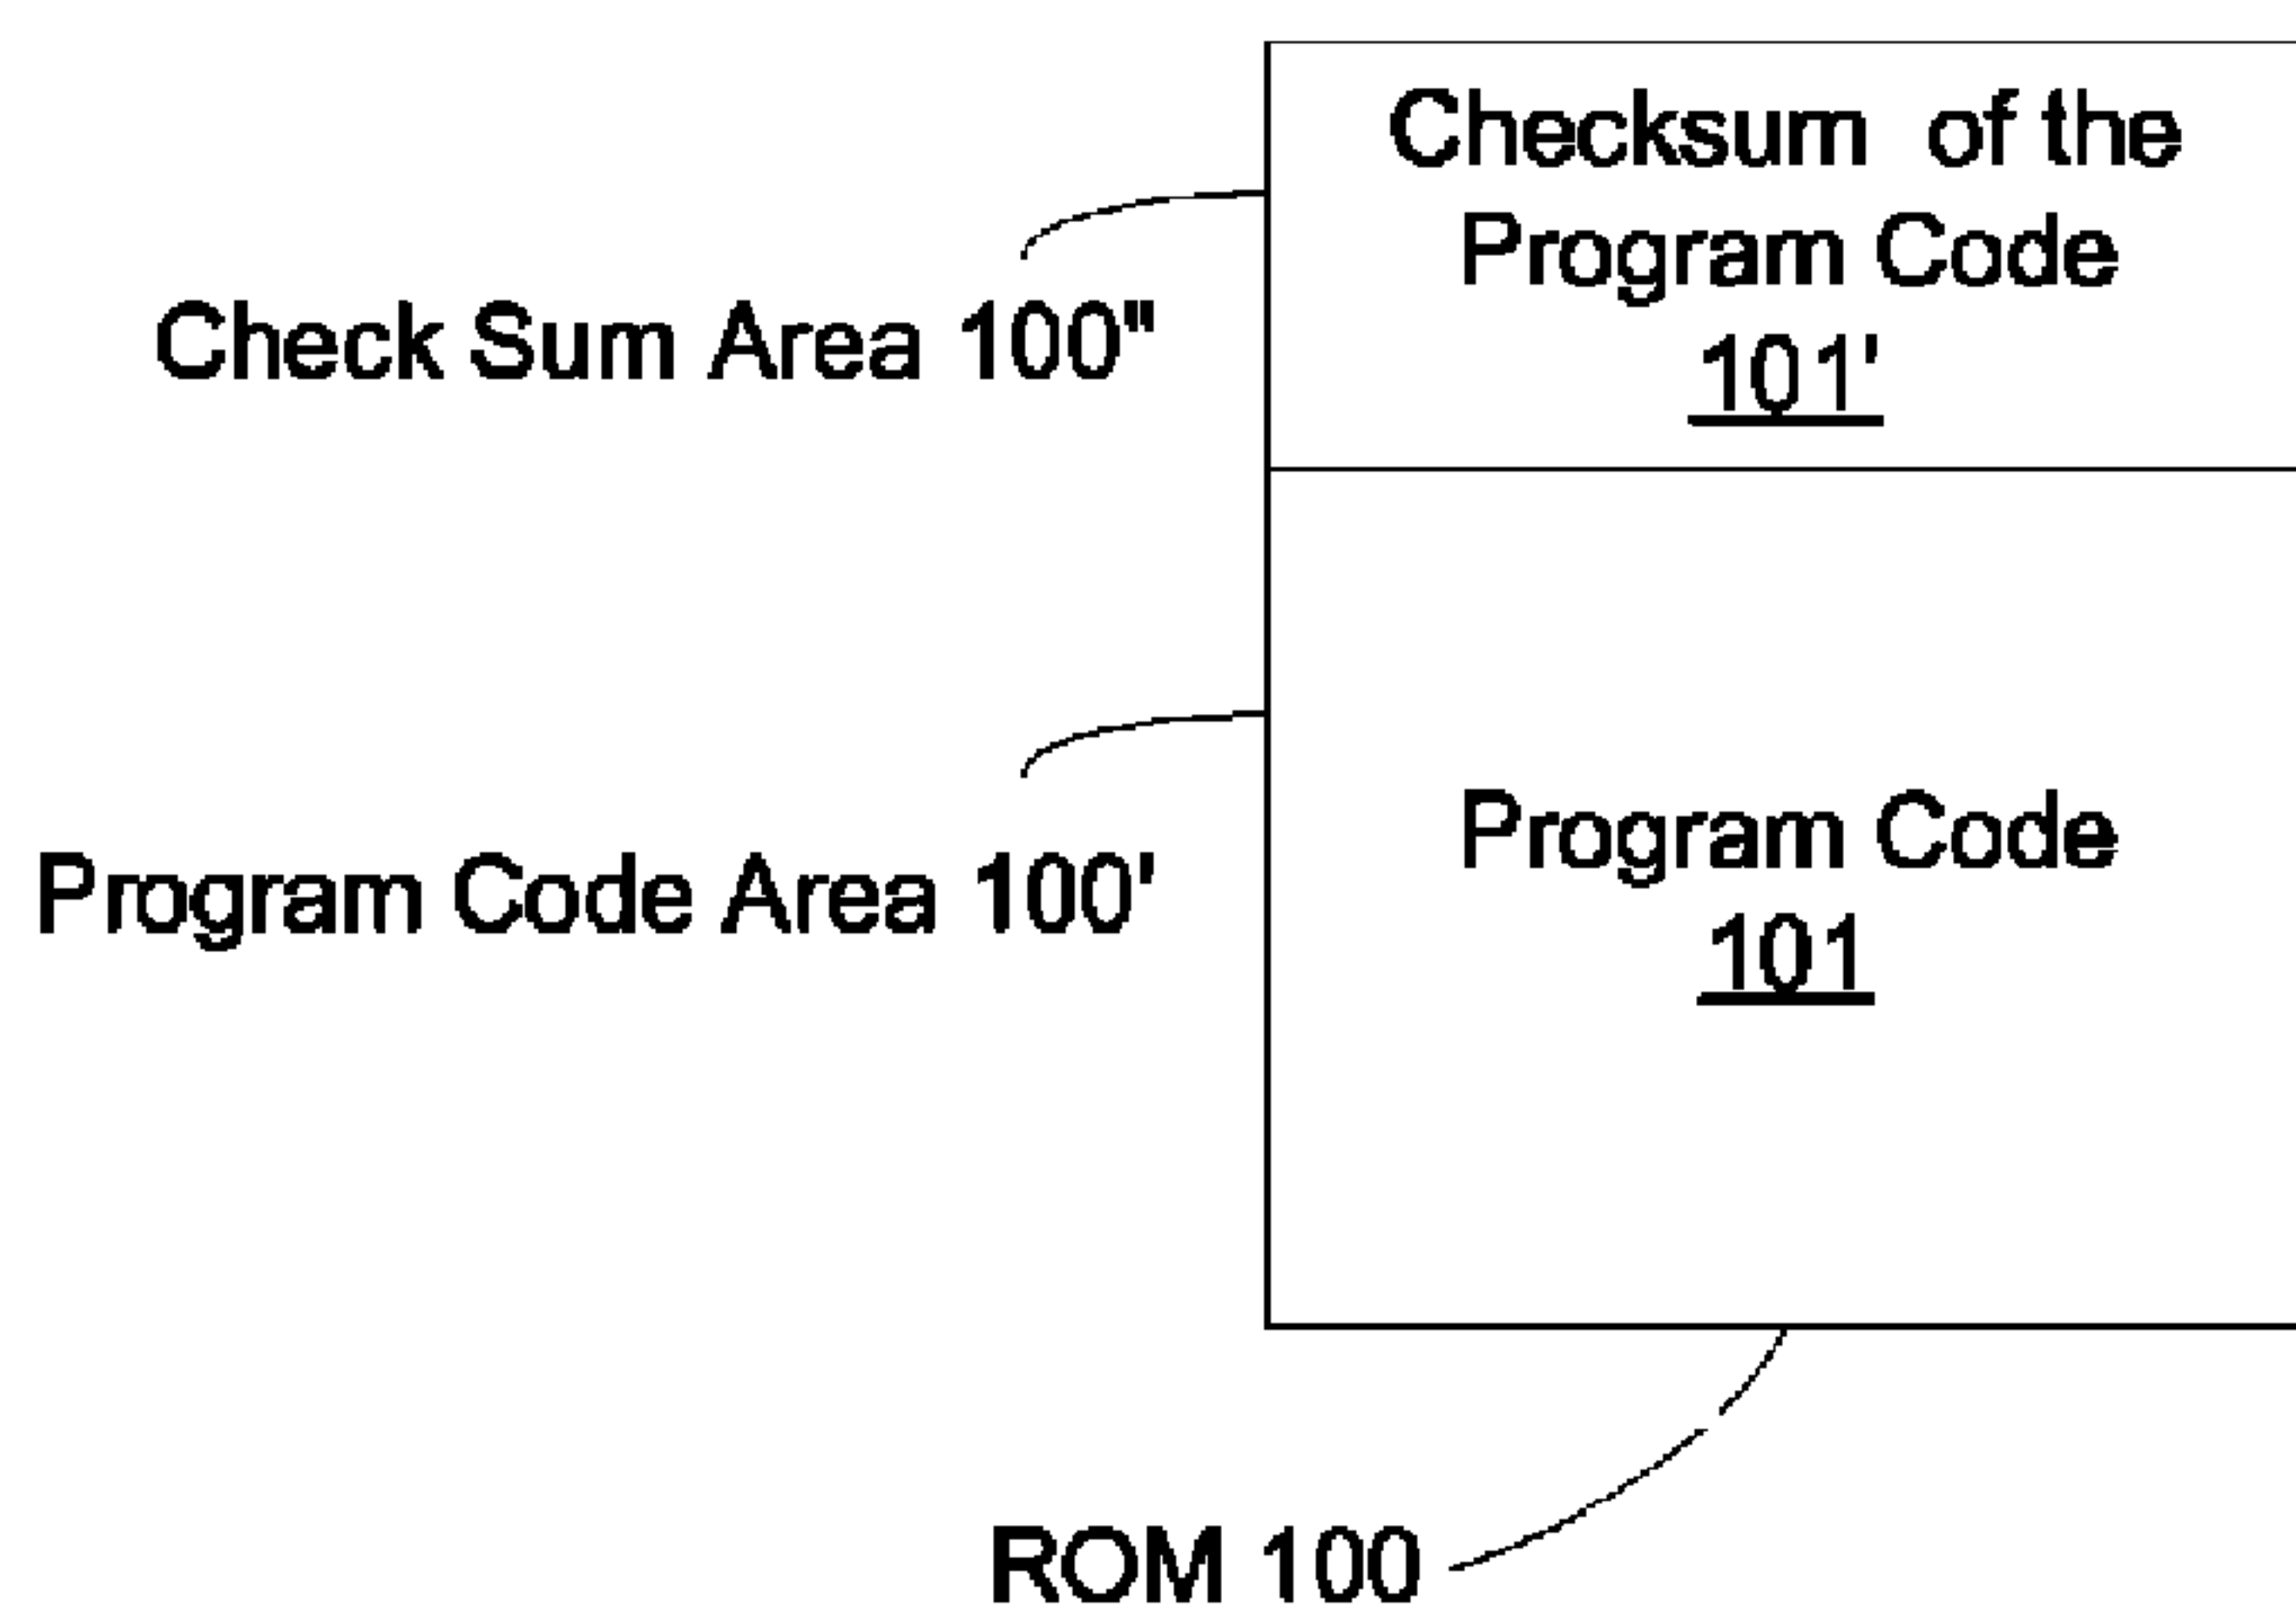 Checksum of the
Program Code
101'
Check Sum Area 100"
Program Code Area 100'
Program Code
101
ROM 100